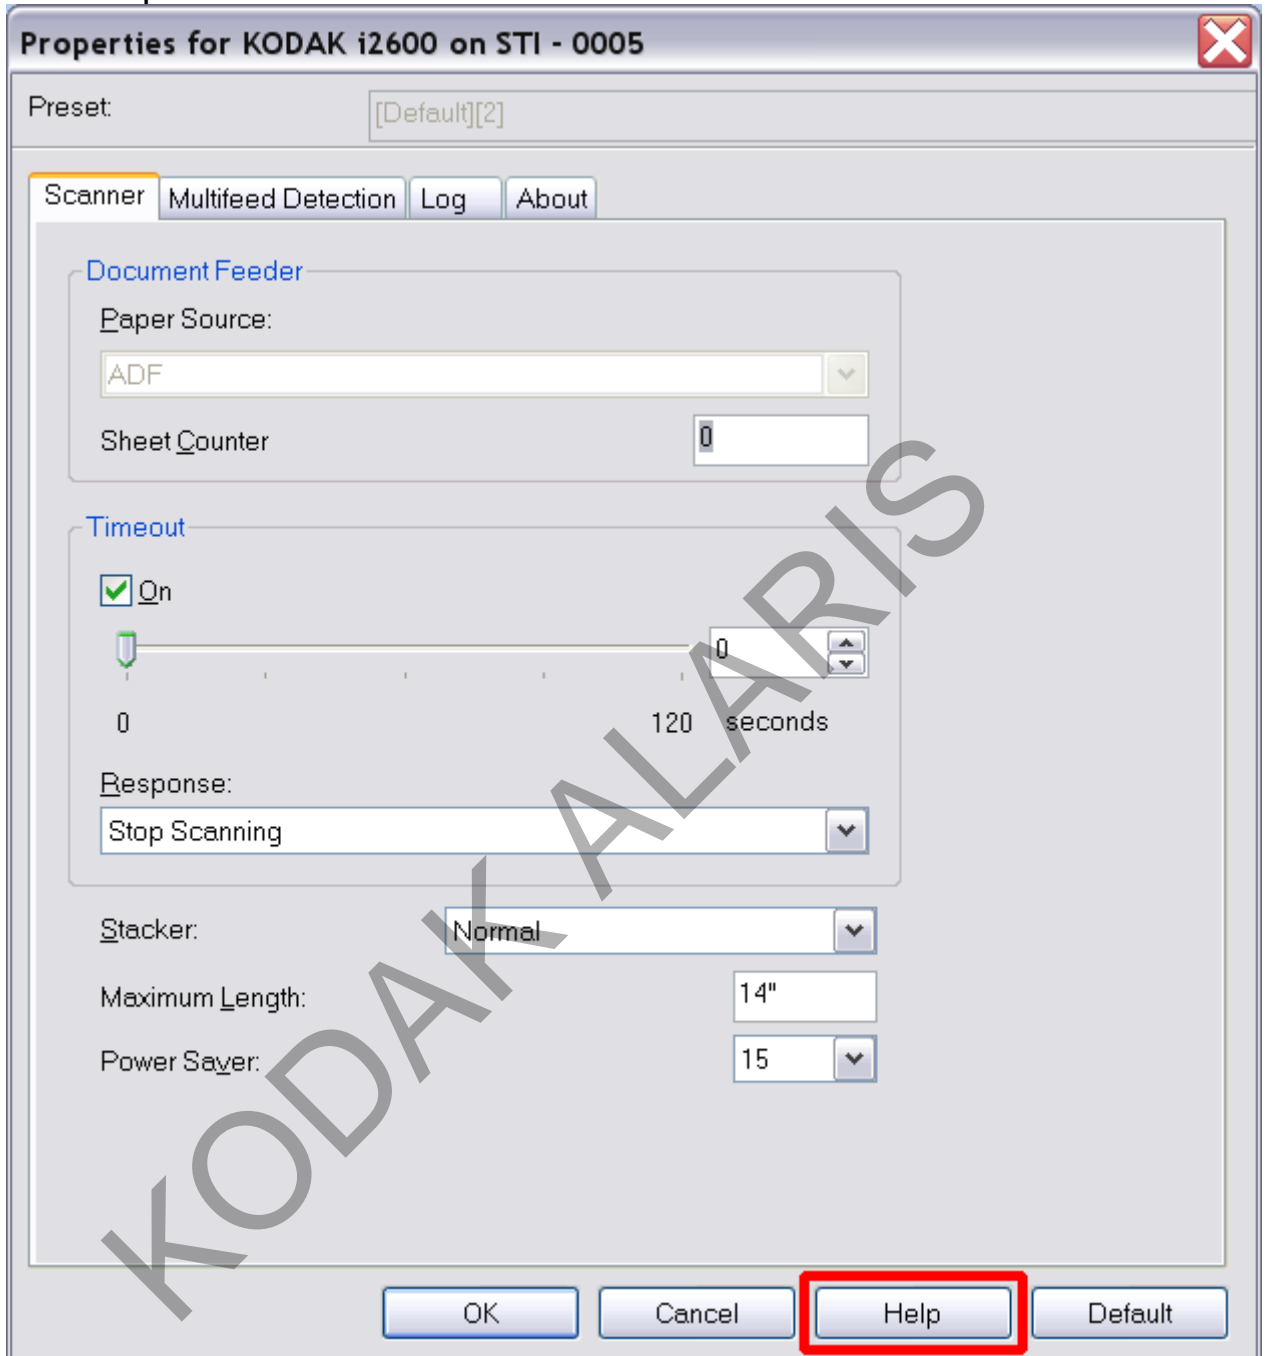 Properties for KODAK i2600 on STI - 0005
Preset: [Default][2]
Scanner Multifeed Detection Log About
Document Feeder
Paper Source:
ADF
Sheet Counter 0
Timeout
On
0
0 120 seconds
Response:
Stop Scanning
Stacker: Normal
Maximum Length: 14"
Power Saver: 15
OK Cancel Help Default
KODAK ALARIS